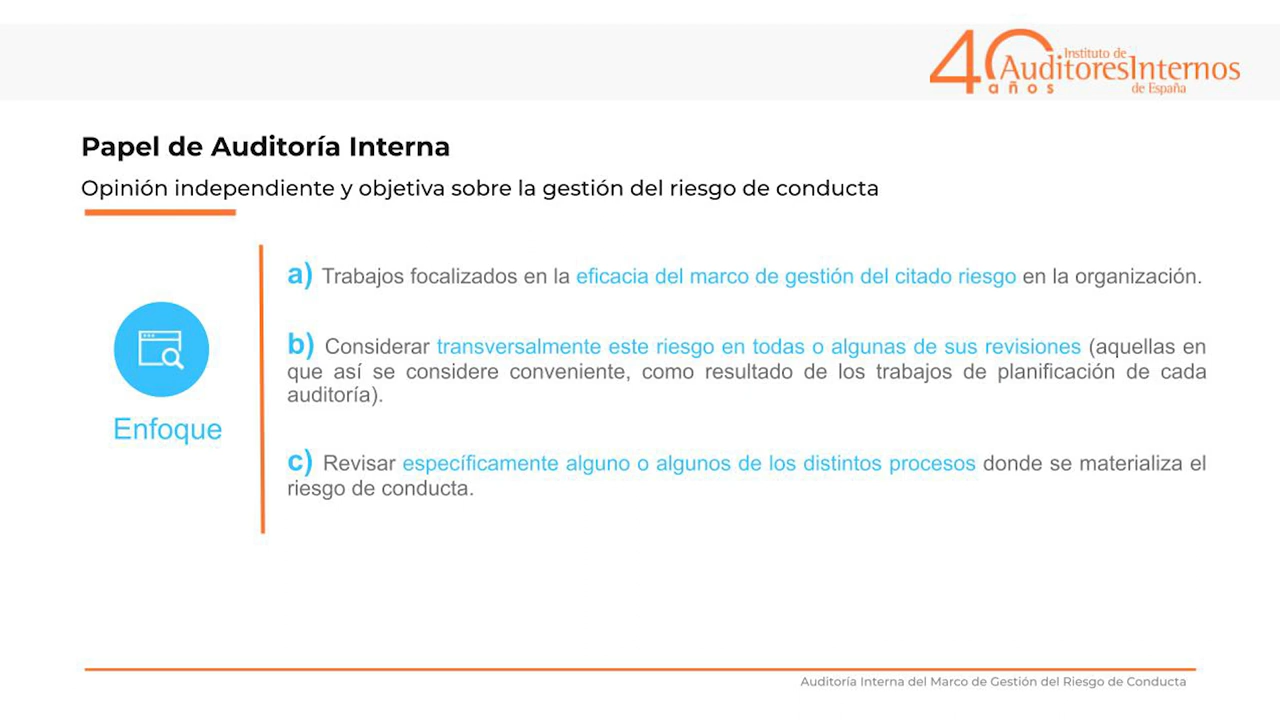 40 años
Instituto de
AuditoresInternos
de España
Papel de Auditoría Interna
Opinión independiente y objetiva sobre la gestión del riesgo de conducta
Enfoque
a) Trabajos focalizados en la eficacia del marco de gestión del citado riesgo en la organización.
b) Considerar transversalmente este riesgo en todas o algunas de sus revisiones (aquellas en
que así se considere conveniente, como resultado de los trabajos de planificación de cada
auditoría).
c) Revisar específicamente alguno o algunos de los distintos procesos donde se materializa el
riesgo de conducta.
Auditoría Interna del Marco de Gestión del Riesgo de Conducta